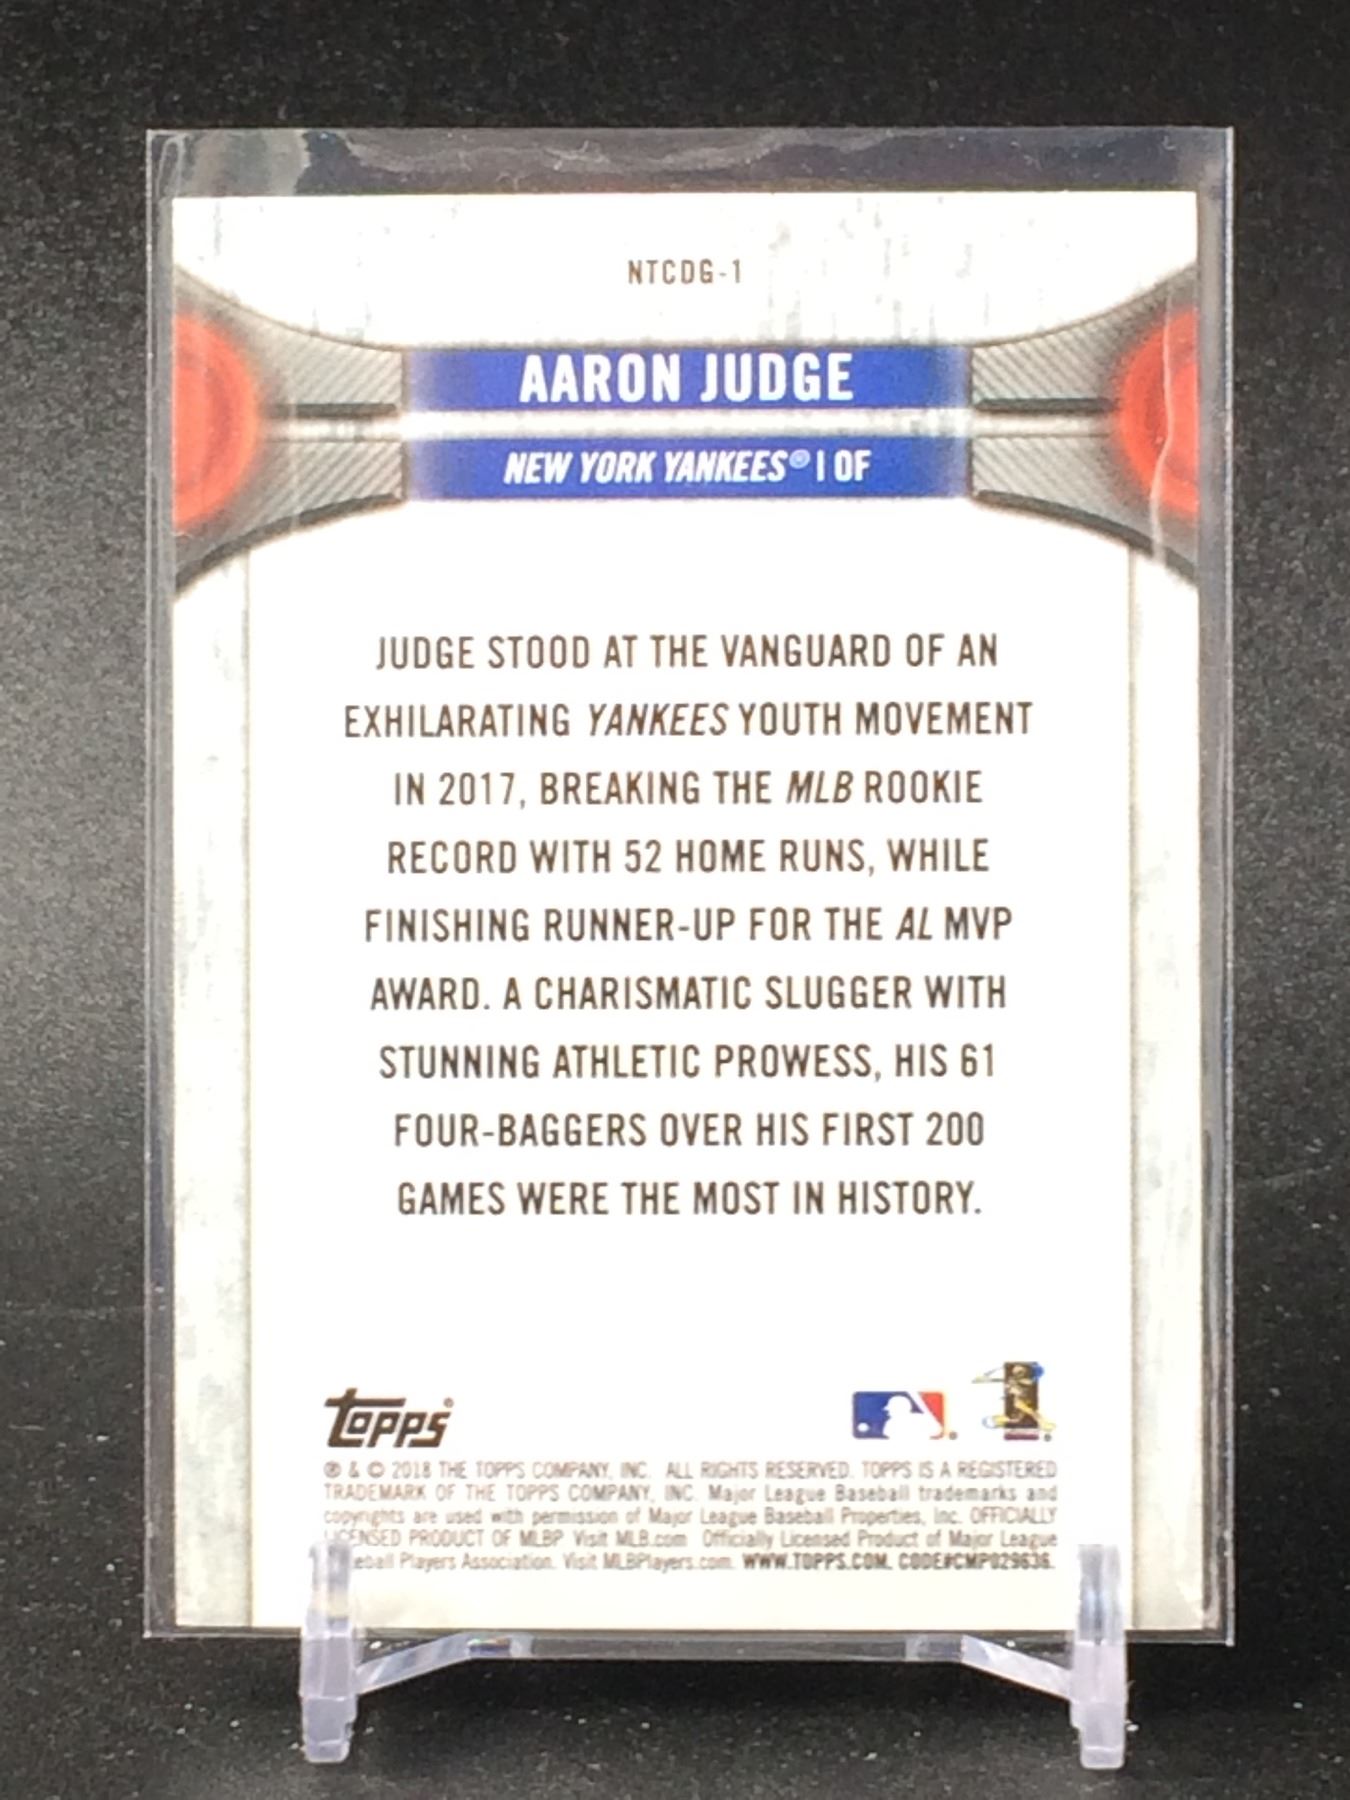 NTCDG-1
AARON JUDGE
NEW YORK YANKEES® | OF
JUDGE STOOD AT THE VANGUARD OF AN
EXHILARATING YANKEES YOUTH MOVEMENT
IN 2017, BREAKING THE MLB ROOKIE
RECORD WITH 52 HOME RUNS, WHILE
FINISHING RUNNER-UP FOR THE AL MVP
AWARD. A CHARISMATIC SLUGGER WITH
STUNNING ATHLETIC PROWESS, HIS 61
FOUR-BAGGERS OVER HIS FIRST 200
GAMES WERE THE MOST IN HISTORY.
topps
® & © 2018 THE TOPPS COMPANY, INC. ALL RIGHTS RESERVED. TOPPS IS A REGISTERED
TRADEMARK OF THE TOPPS COMPANY, INC. Major League Baseball trademarks and
copyrights are used with permission of Major League Baseball Properties, Inc. OFFICIALLY
LICENSED PRODUCT OF MLBP Visit MLB.com Officially Licensed Product of Major League
Players Association. Visit MLBPlayers.com. WWW.TOPPS.COM. CODE#CMP029636.